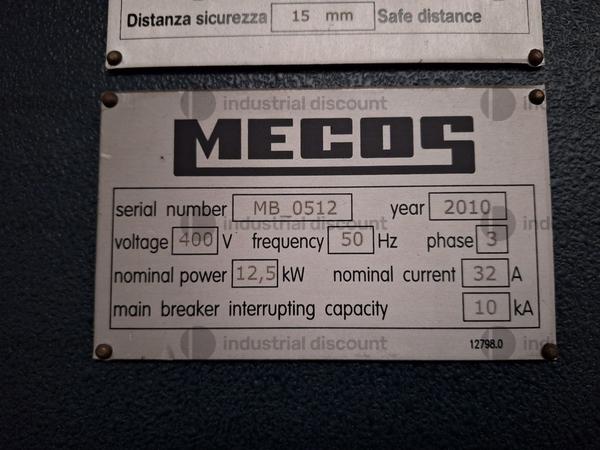 Distanza sicurezza 15 mm Safe distance
MECOS
serial number MB_0512 year 2010
voltage 400 V frequency 50 Hz phase 3
nominal power 12,5 kW nominal current 32 A
main breaker interrupting capacity 10 kA
12798.0
industrial discount
industrial discount
industrial discount